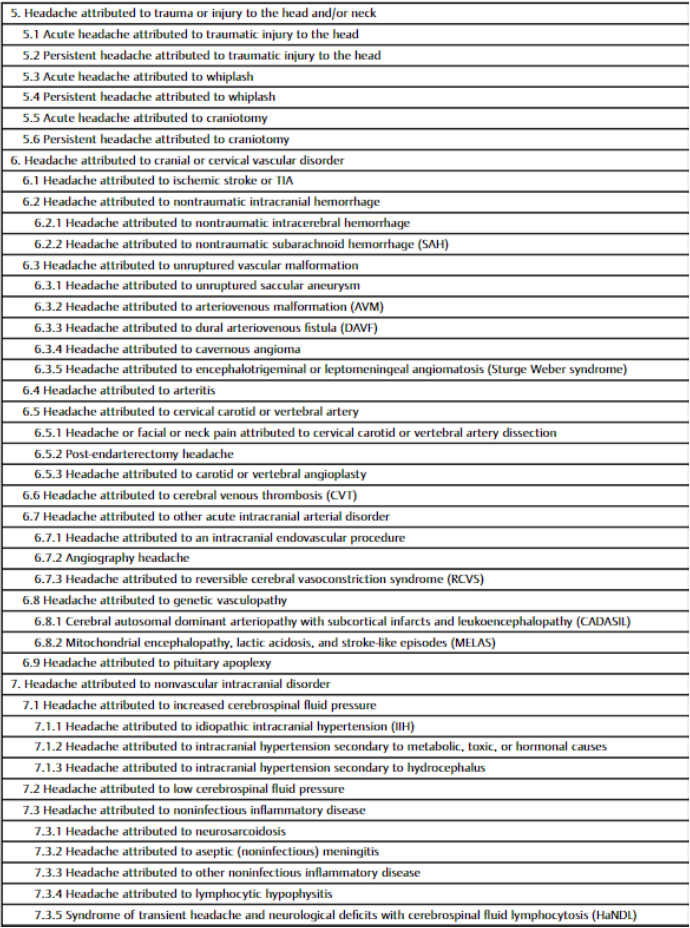 5. Headache attributed to trauma or injury to the head and/or neck
5.1 Acute headache attributed to traumatic injury to the head
5.2 Persistent headache attributed to traumatic injury to the head
5.3 Acute headache attributed to whiplash
5.4 Persistent headache attributed to whiplash
5.5 Acute headache attributed to craniotomy
5.6 Persistent headache attributed to craniotomy
6. Headache attributed to cranial or cervical vascular disorder
6.1 Headache attributed to ischemic stroke or TIA
6.2 Headache attributed to nontraumatic intracranial hemorrhage
6.2.1 Headache attributed to nontraumatic intracerebral hemorrhage
6.2.2 Headache attributed to nontraumatic subarachnoid hemorrhage (SAH)
6.3 Headache attributed to unruptured vascular malformation
6.3.1 Headache attributed to unruptured saccular aneurysm
6.3.2 Headache attributed to arteriovenous malformation (AVM)
6.3.3 Headache attributed to dural arteriovenous fistula (DAVF)
6.3.4 Headache attributed to cavernous angioma
6.3.5 Headache attributed to encephalotrigeminal or leptomeningeal angiomatosis (Sturge Weber syndrome)
6.4 Headache attributed to arteritis
6.5 Headache attributed to cervical carotid or vertebral artery
6.5.1 Headache or facial or neck pain attributed to cervical carotid or vertebral artery dissection
6.5.2 Post-endarterectomy headache
6.5.3 Headache attributed to carotid or vertebral angioplasty
6.6 Headache attributed to cerebral venous thrombosis (CVT)
6.7 Headache attributed to other acute intracranial arterial disorder
6.7.1 Headache attributed to an intracranial endovascular procedure
6.7.2 Angiography headache
6.7.3 Headache attributed to reversible cerebral vasoconstriction syndrome (RCVS)
6.8 Headache attributed to genetic vasculopathy
6.8.1 Cerebral autosomal dominant arteriopathy with subcortical infarcts and leukoencephalopathy (CADASIL)
6.8.2 Mitochondrial encephalopathy, lactic acidosis, and stroke-like episodes (MELAS)
6.9 Headache attributed to pituitary apoplexy
7. Headache attributed to nonvascular intracranial disorder
7.1 Headache attributed to increased cerebrospinal fluid pressure
7.1.1 Headache attributed to idiopathic intracranial hypertension (IIH)
7.1.2 Headache attributed to intracranial hypertension secondary to metabolic, toxic, or hormonal causes
7.1.3 Headache attributed to intracranial hypertension secondary to hydrocephalus
7.2 Headache attributed to low cerebrospinal fluid pressure
7.3 Headache attributed to noninfectious inflammatory disease
7.3.1 Headache attributed to neurosarcoidosis
7.3.2 Headache attributed to aseptic (noninfectious) meningitis
7.3.3 Headache attributed to other noninfectious inflammatory disease
7.3.4 Headache attributed to lymphocytic hypophysitis
7.3.5 Syndrome of transient headache and neurological deficits with cerebrospinal fluid lymphocytosis (HaNDL)